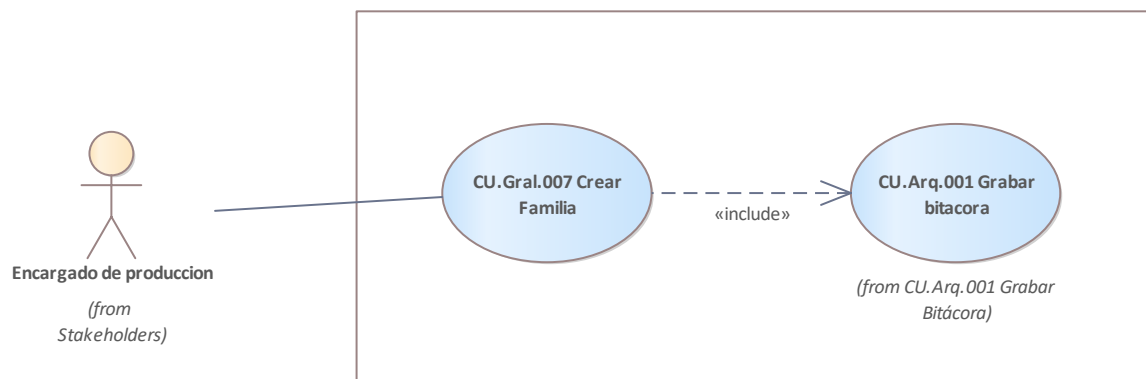 CU.Gral.007 Crear
Familia
CU.Arq.001 Grabar
bitacora
«include»
Encargado de produccion
(from
Stakeholders)
(from CU.Arq.001 Grabar
Bitácora)